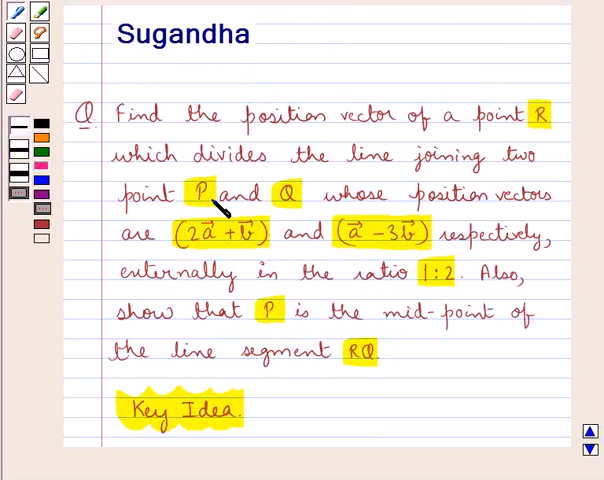 Sugandha
Q. Find the position vector of a point R
which divides the line joining two
point P and Q whose position vectors
are (2a⃗ + b⃗) and (a⃗ - 3b⃗) respectively,
externally in the ratio 1:2. Also,
show that P is the mid-point of
the line segment RQ
Key Idea.